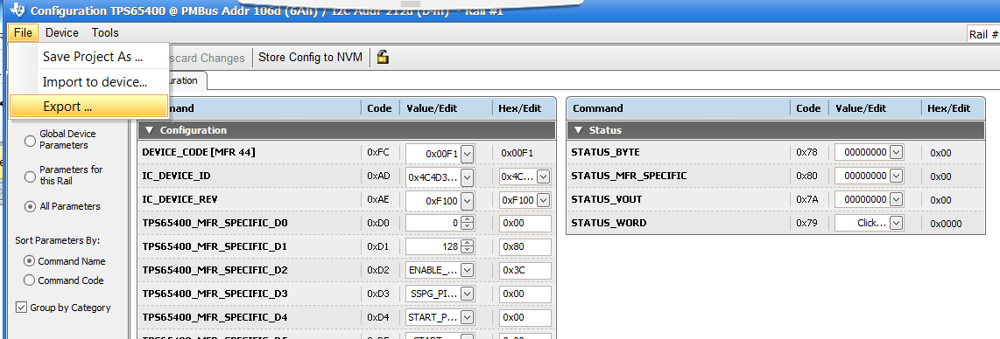 Configuration TPS65400 @ PMBus Addr 106d (6Ah) / I2C Addr 212d (D4h) - Rail #1
File Device Tools
Rail #
Save Project As ...
Import to device...
Export ...
scard Changes Store Config to NVM
uration
mmand Code Value/Edit Hex/Edit
Configuration
DEVICE_CODE [MFR 44] 0xFC 0x00F1 0x00F1
IC_DEVICE_ID 0xAD 0x4C4D3... 0x4C...
IC_DEVICE_REV 0xAE 0xF100 0xF100
TPS65400_MFR_SPECIFIC_D0 0xD0 0 0x00
TPS65400_MFR_SPECIFIC_D1 0xD1 128 0x80
TPS65400_MFR_SPECIFIC_D2 0xD2 ENABLE_... 0x3C
TPS65400_MFR_SPECIFIC_D3 0xD3 SSPG_PI... 0x00
TPS65400_MFR_SPECIFIC_D4 0xD4 START_P... 0x00
Command Code Value/Edit Hex/Edit
Status
STATUS_BYTE 0x78 00000000 0x00
STATUS_MFR_SPECIFIC 0x80 00000000 0x00
STATUS_VOUT 0x7A 00000000 0x00
STATUS_WORD 0x79 Click... 0x0000
Global Device
Parameters
Parameters for
this Rail
All Parameters
Sort Parameters By:
Command Name
Command Code
Group by Category